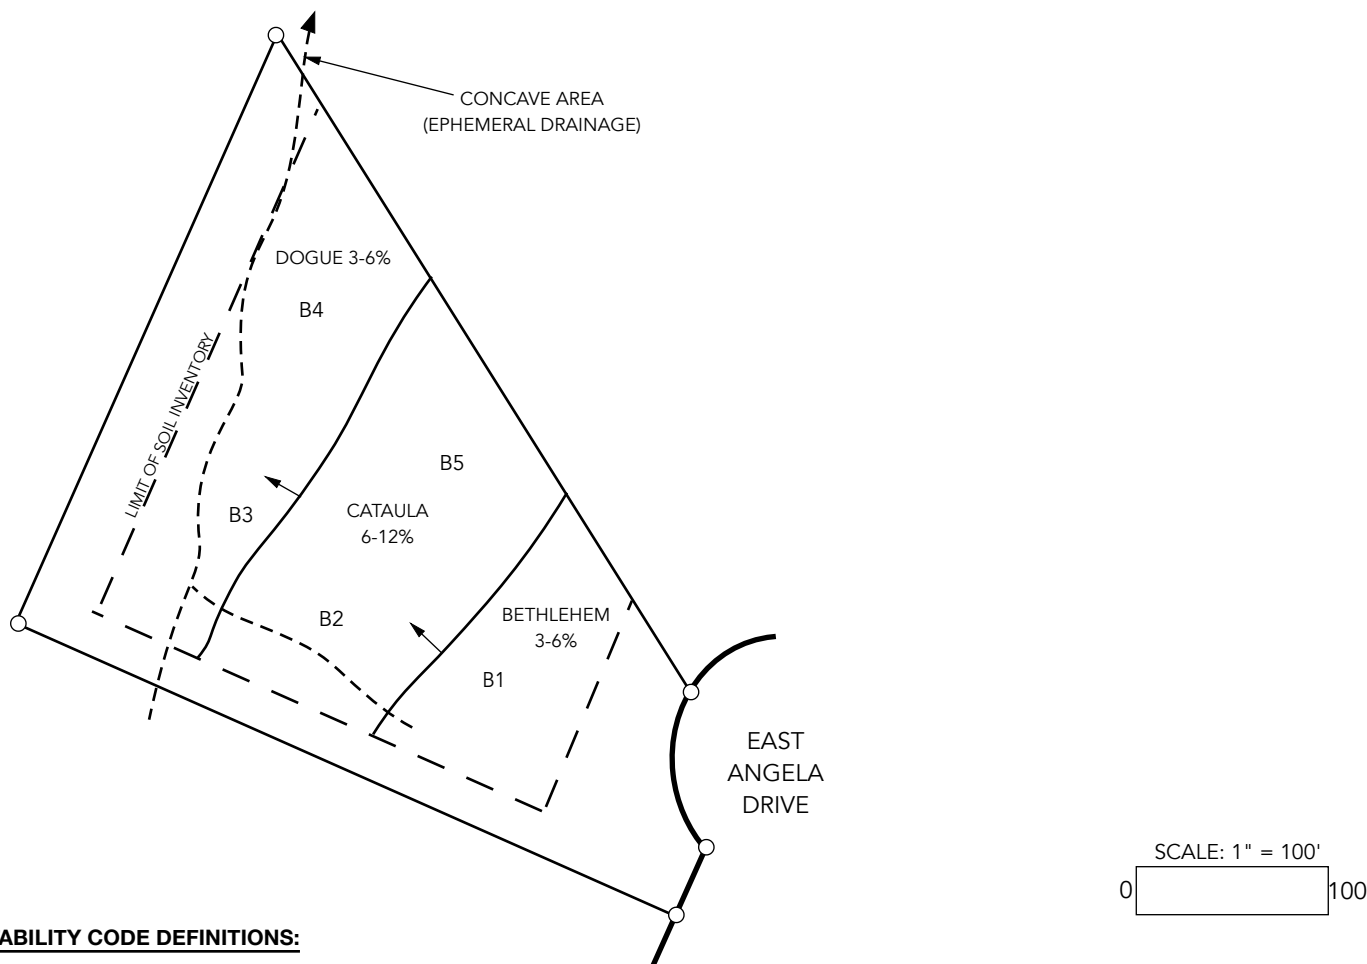 CONCAVE AREA
(EPHEMERAL DRAINAGE)
DOGUE 3-6%
B4
LIMIT OF SOIL INVENTORY
B5
B3
CATAULA
6-12%
B2
BETHLEHEM
3-6%
B1
EAST
ANGELA
DRIVE
SCALE: 1" = 100'
0
100
ABILITY CODE DEFINITIONS: